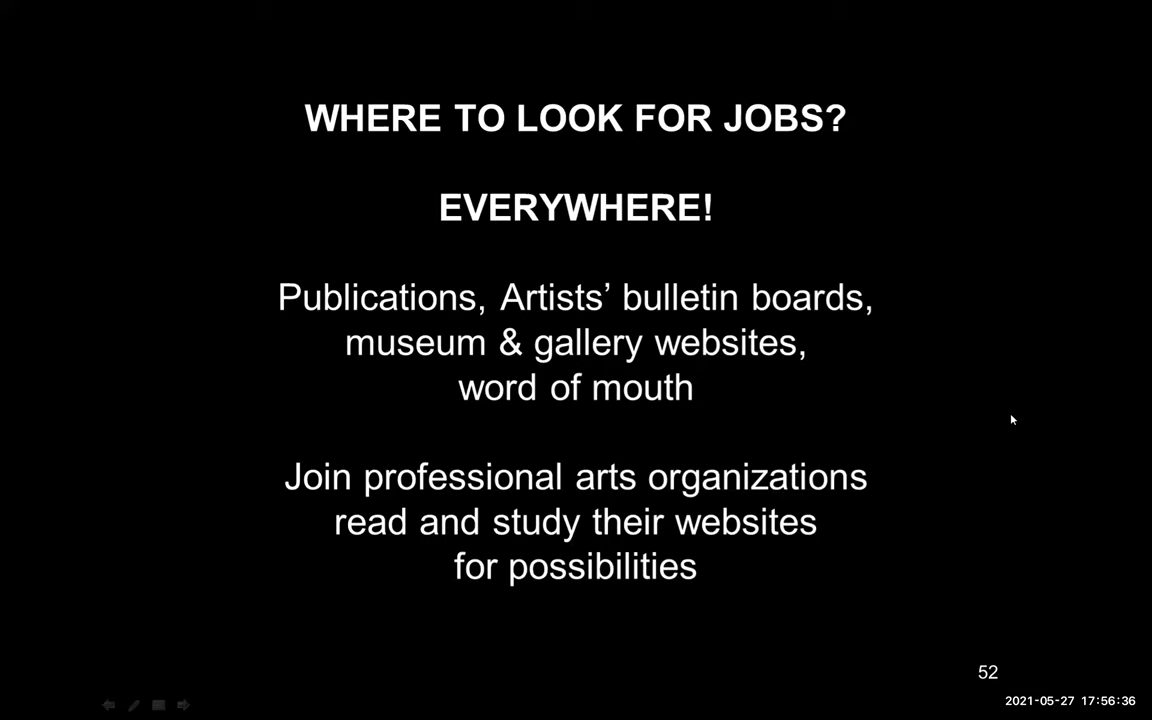 WHERE TO LOOK FOR JOBS?
EVERYWHERE!
Publications, Artists’ bulletin boards,
museum & gallery websites,
word of mouth
Join professional arts organizations
read and study their websites
for possibilities
52
2021-05-27 17:56:36